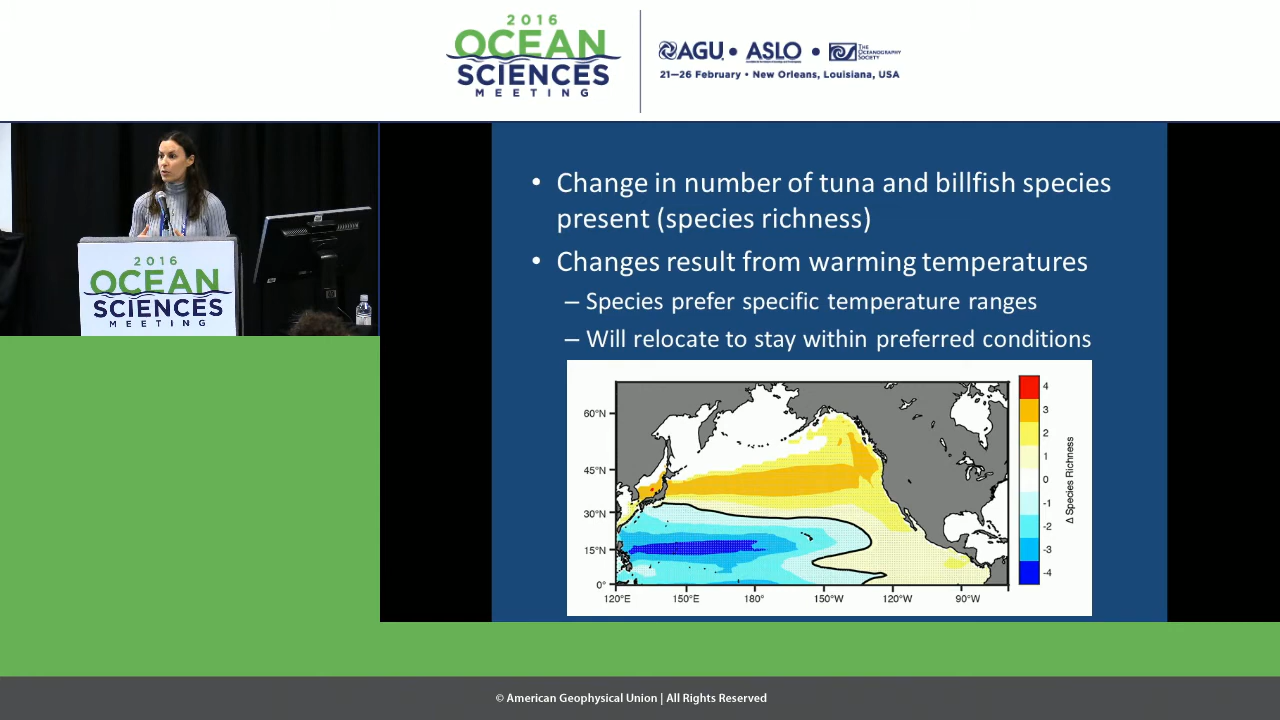 2016
OCEAN
SCIENCES
MEETING
AGU • ASLO • THE OCEANOGRAPHY SOCIETY
21—26 February • New Orleans, Louisiana, USA
2016
OCEAN
SCIENCES
MEETING
• Change in number of tuna and billfish species
present (species richness)
• Changes result from warming temperatures
– Species prefer specific temperature ranges
– Will relocate to stay within preferred conditions
60°N
45°N
30°N
15°N
0°
120°E 150°E 180° 150°W 120°W 90°W
4
3
2
1
0
-1
-2
-3
-4
Δ Species Richness
© American Geophysical Union | All Rights Reserved